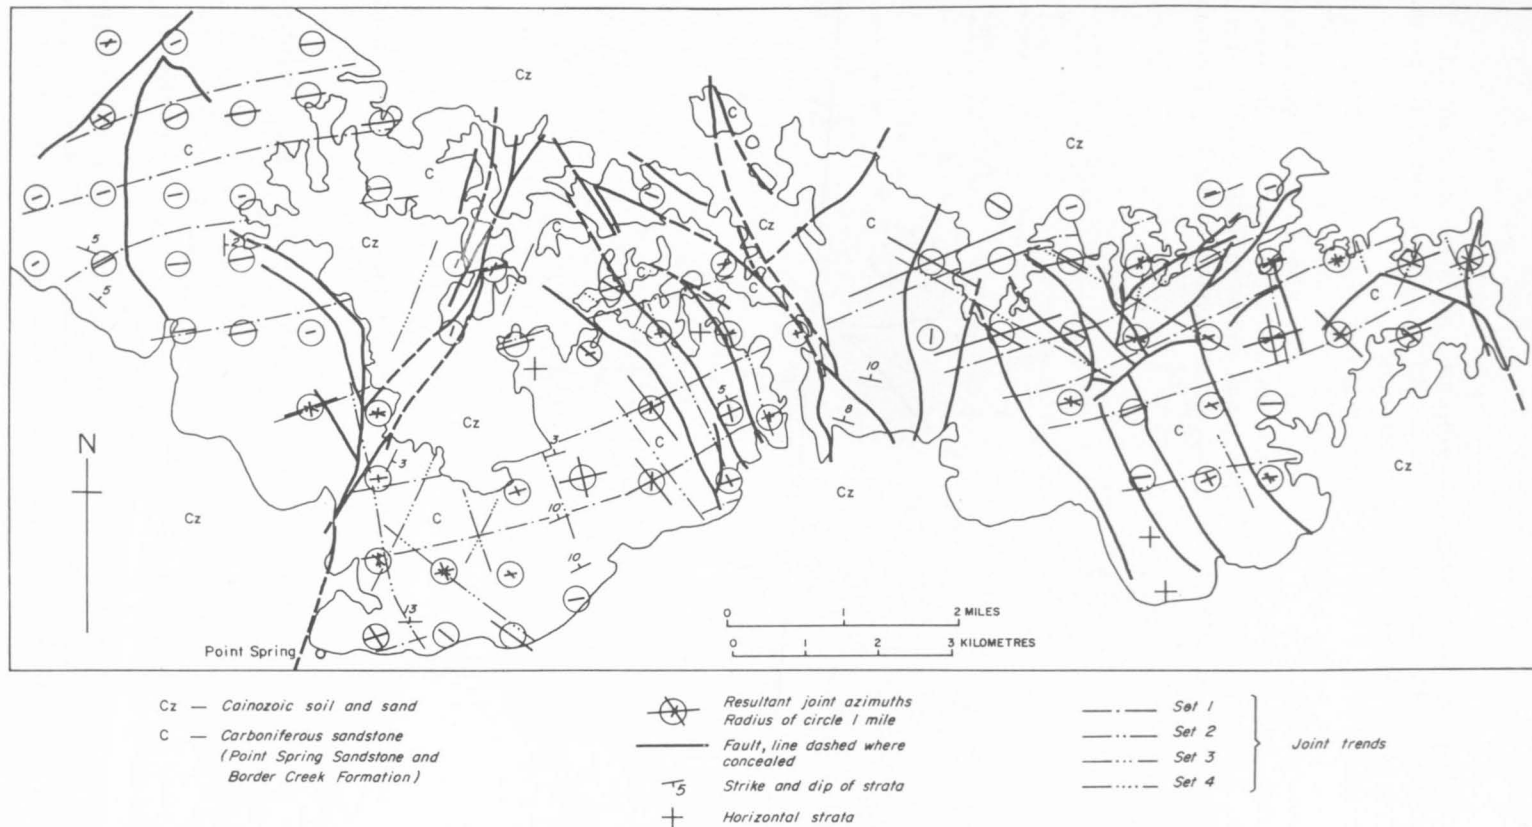 Cz
C
C
C
Cz
5
2
Cz
C
Cz
C
C
C
5
10
8
C
Cz
5
3
C
3
N
C
Cz
Cz
C
10
Cz
10
13
0 1 2 MILES
0 1 2 3 KILOMETRES
Point Spring
Cz — Cainozoic soil and sand
C — Carboniferous sandstone
(Point Spring Sandstone and
Border Creek Formation)
Resultant joint azimuths
Radius of circle 1 mile
Fault, line dashed where
concealed
5 Strike and dip of strata
Horizontal strata
Set 1
Set 2
Set 3
Set 4
Joint trends